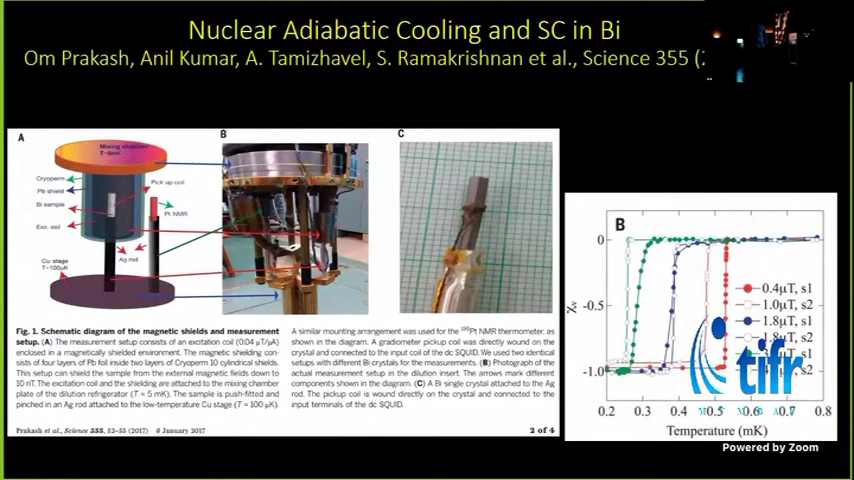 Nuclear Adiabatic Cooling and SC in Bi
Om Prakash, Anil Kumar, A. Tamizhavel, S. Ramakrishnan et al., Science 355 (2
A
Mixing chamber
T~5mK
Cryoperm
Pb shield
Bi sample
Exc. coil
Pick up coil
Pt NMR
Ag rod
Cu stage
T~100μK
B
C
Fig. 1. Schematic diagram of the magnetic shields and measurement
setup. (A) The measurement setup consists of an excitation coil (0.04 μT/μA)
enclosed in a magnetically shielded environment. The magnetic shielding con-
sists of four layers of Pb foil inside two layers of Cryoperm 10 cylindrical shields.
This setup can shield the sample from the external magnetic fields down to
10 nT. The excitation coil and the shielding are attached to the mixing chamber
plate of the dilution refrigerator (T ≈ 5 mK). The sample is push-fitted and
pinched in an Ag rod attached to the low-temperature Cu stage (T ≈ 100 μK).
A similar mounting arrangement was used for the ¹⁹⁵Pt NMR thermometer, as
shown in the diagram. A gradiometer pickup coil was directly wound on the
crystal and connected to the input coil of the dc SQUID. We used two identical
setups with different Bi crystals for the measurements. (B) Photograph of the
actual measurement setup in the dilution insert. The arrows mark different
components shown in the diagram. (C) A Bi single crystal attached to the Ag
rod. The pickup coil is wound directly on the crystal and connected to the
input terminals of the dc SQUID.
Prakash et al., Science 355, 52–55 (2017) 6 January 2017
2 of 4
B
χv
0
-0.5
-1.0
0.4μT, s1
1.0μT, s2
1.8μT, s1
1.8μT, s2
s1
s2
0.2 0.3 0.4 0.5 0.6 0.7 0.8
Temperature (mK)
tifr
Powered by Zoom